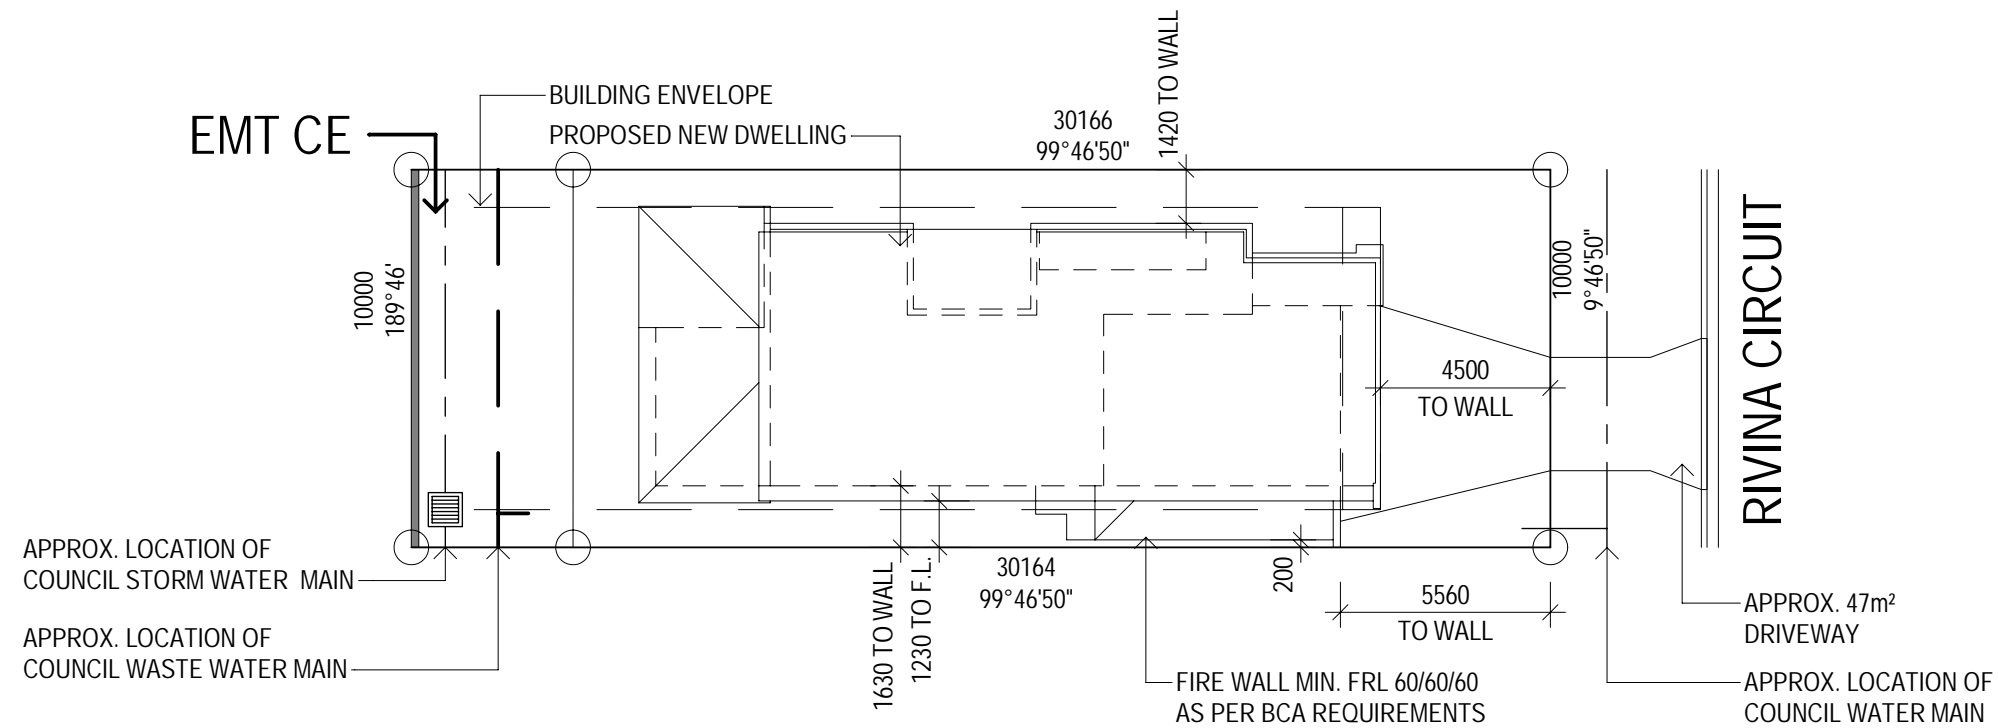 BUILDING ENVELOPE
EMT CE
PROPOSED NEW DWELLING
30166
99°46'50"
1420 TO WALL
10000
189°46'
10000
9°46'50"
RIVINA CIRCUIT
4500
TO WALL
APPROX. LOCATION OF
COUNCIL STORM WATER MAIN
APPROX. LOCATION OF
COUNCIL WASTE WATER MAIN
1630 TO WALL
1230 TO F.L.
30164
99°46'50"
200
5560
TO WALL
FIRE WALL MIN. FRL 60/60/60
AS PER BCA REQUIREMENTS
APPROX. 47m²
DRIVEWAY
APPROX. LOCATION OF
COUNCIL WATER MAIN